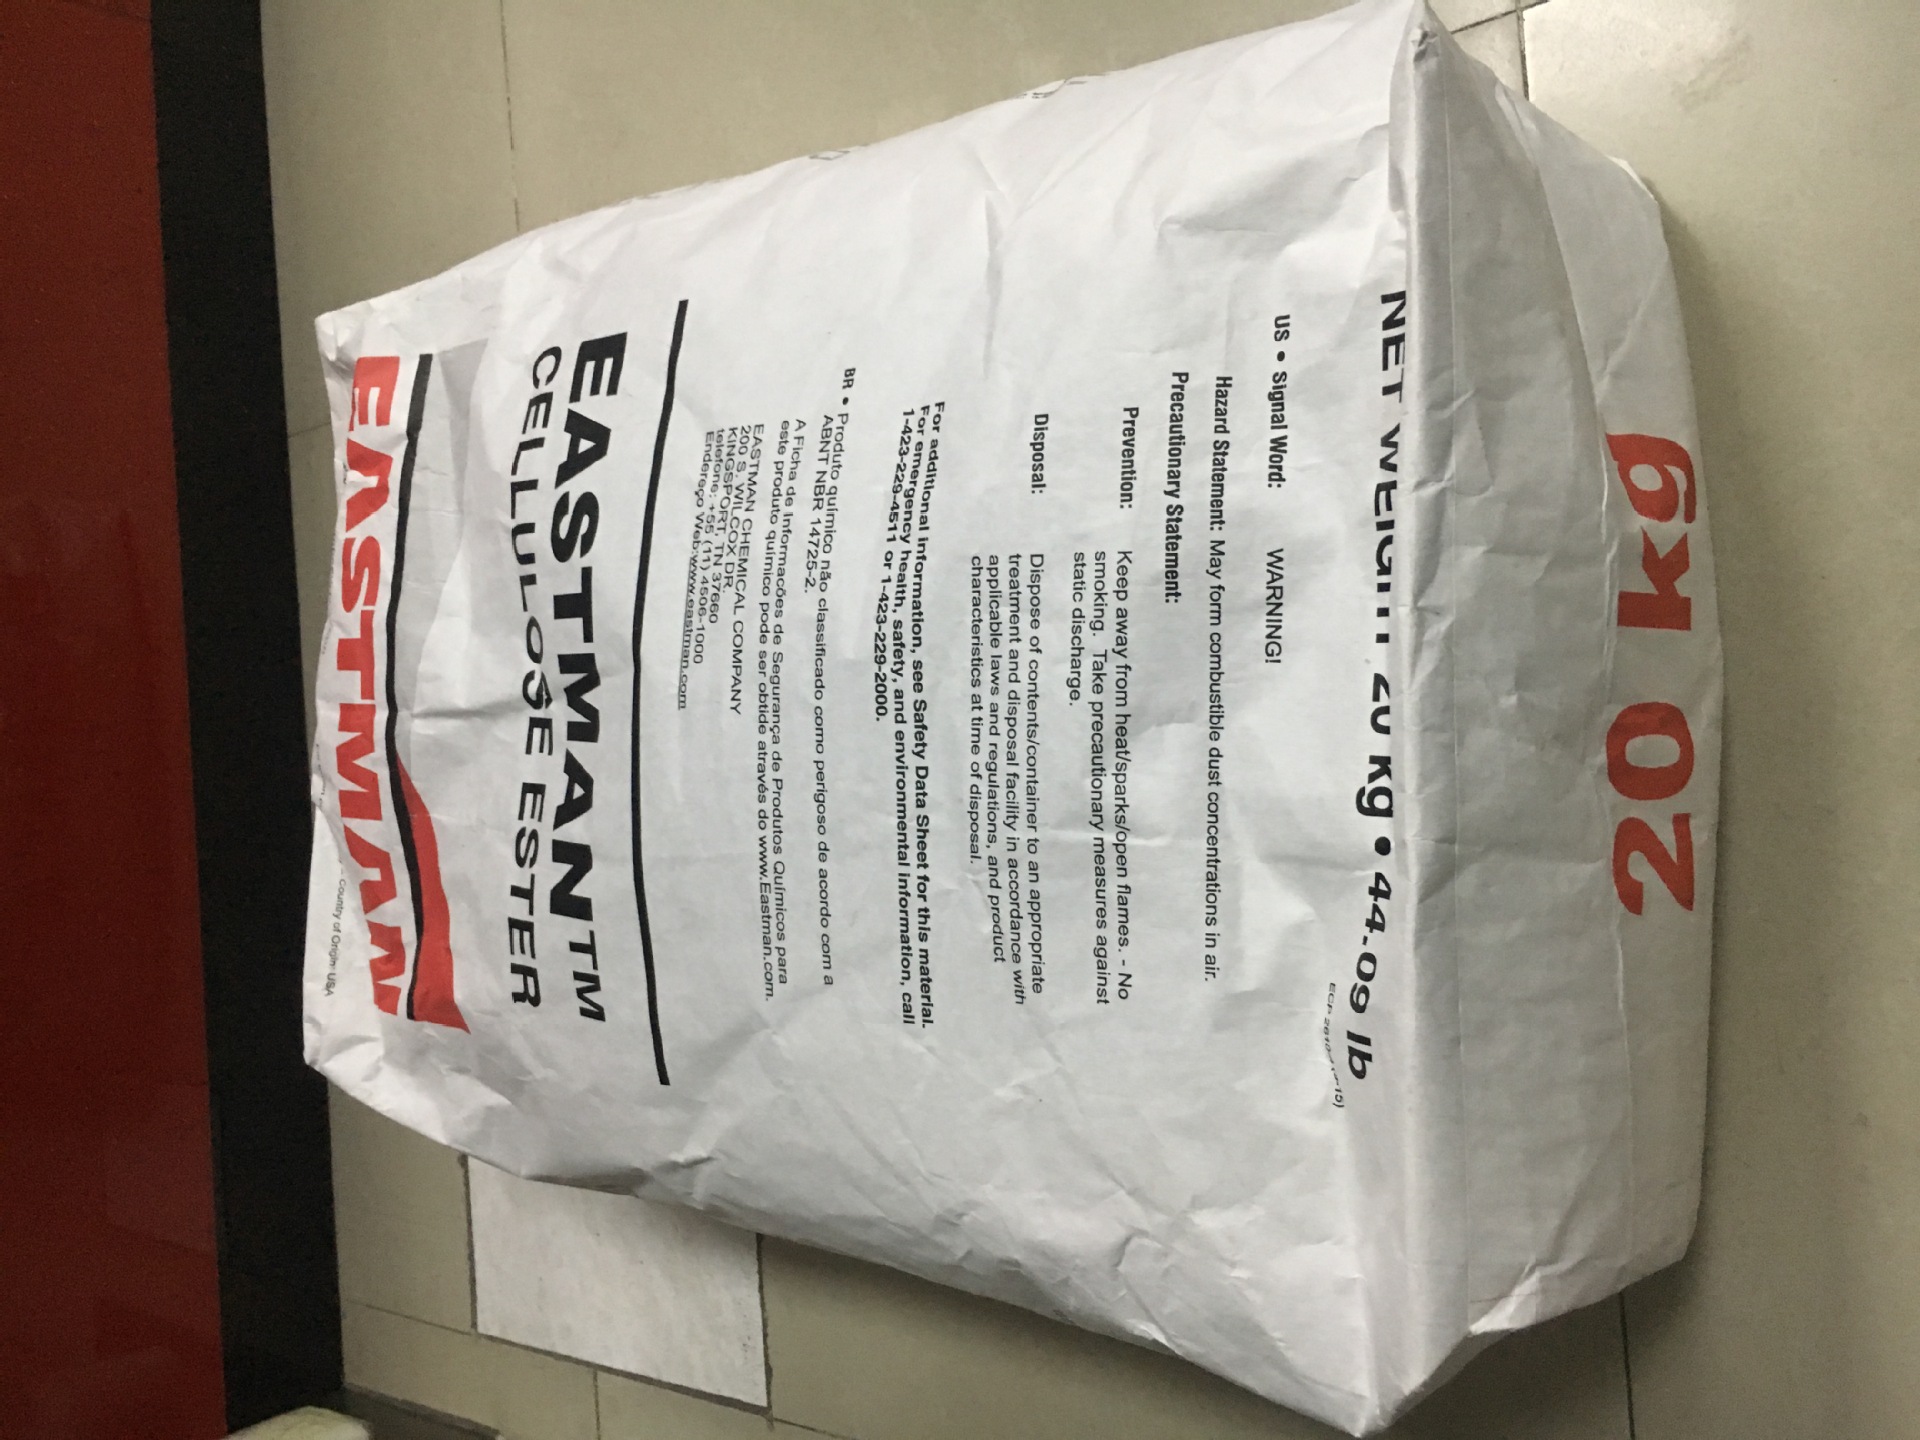 EASTMAN
Country of Origin: USA
EASTMAN™
CELLULOSE ESTER
BR • Produto químico não classificado como perigoso de acordo com a
ABNT NBR 14725-2.
A Ficha de Informações de Segurança de Produtos Químicos para
este produto químico pode ser obtide através do www.Eastman.com.
EASTMAN CHEMICAL COMPANY
200 S. WILCOX DR.
KINGSPORT, TN 37660
telefone: +55 (11) 4506-1000
Endereço Web:www.eastman.com
For additional information, see Safety Data Sheet for this material.
For emergency health, safety, and environmental information, call
1-423-229-4511 or 1-423-229-2000.
US • Signal Word: WARNING!
Hazard Statement: May form combustible dust concentrations in air.
Precautionary Statement:
Prevention: Keep away from heat/sparks/open flames. - No
smoking. Take precautionary measures against
static discharge.
Disposal: Dispose of contents/container to an appropriate
treatment and disposal facility in accordance with
applicable laws and regulations, and product
characteristics at time of disposal.
NET WEIGHT 20 kg • 44.09 lb
20 kg